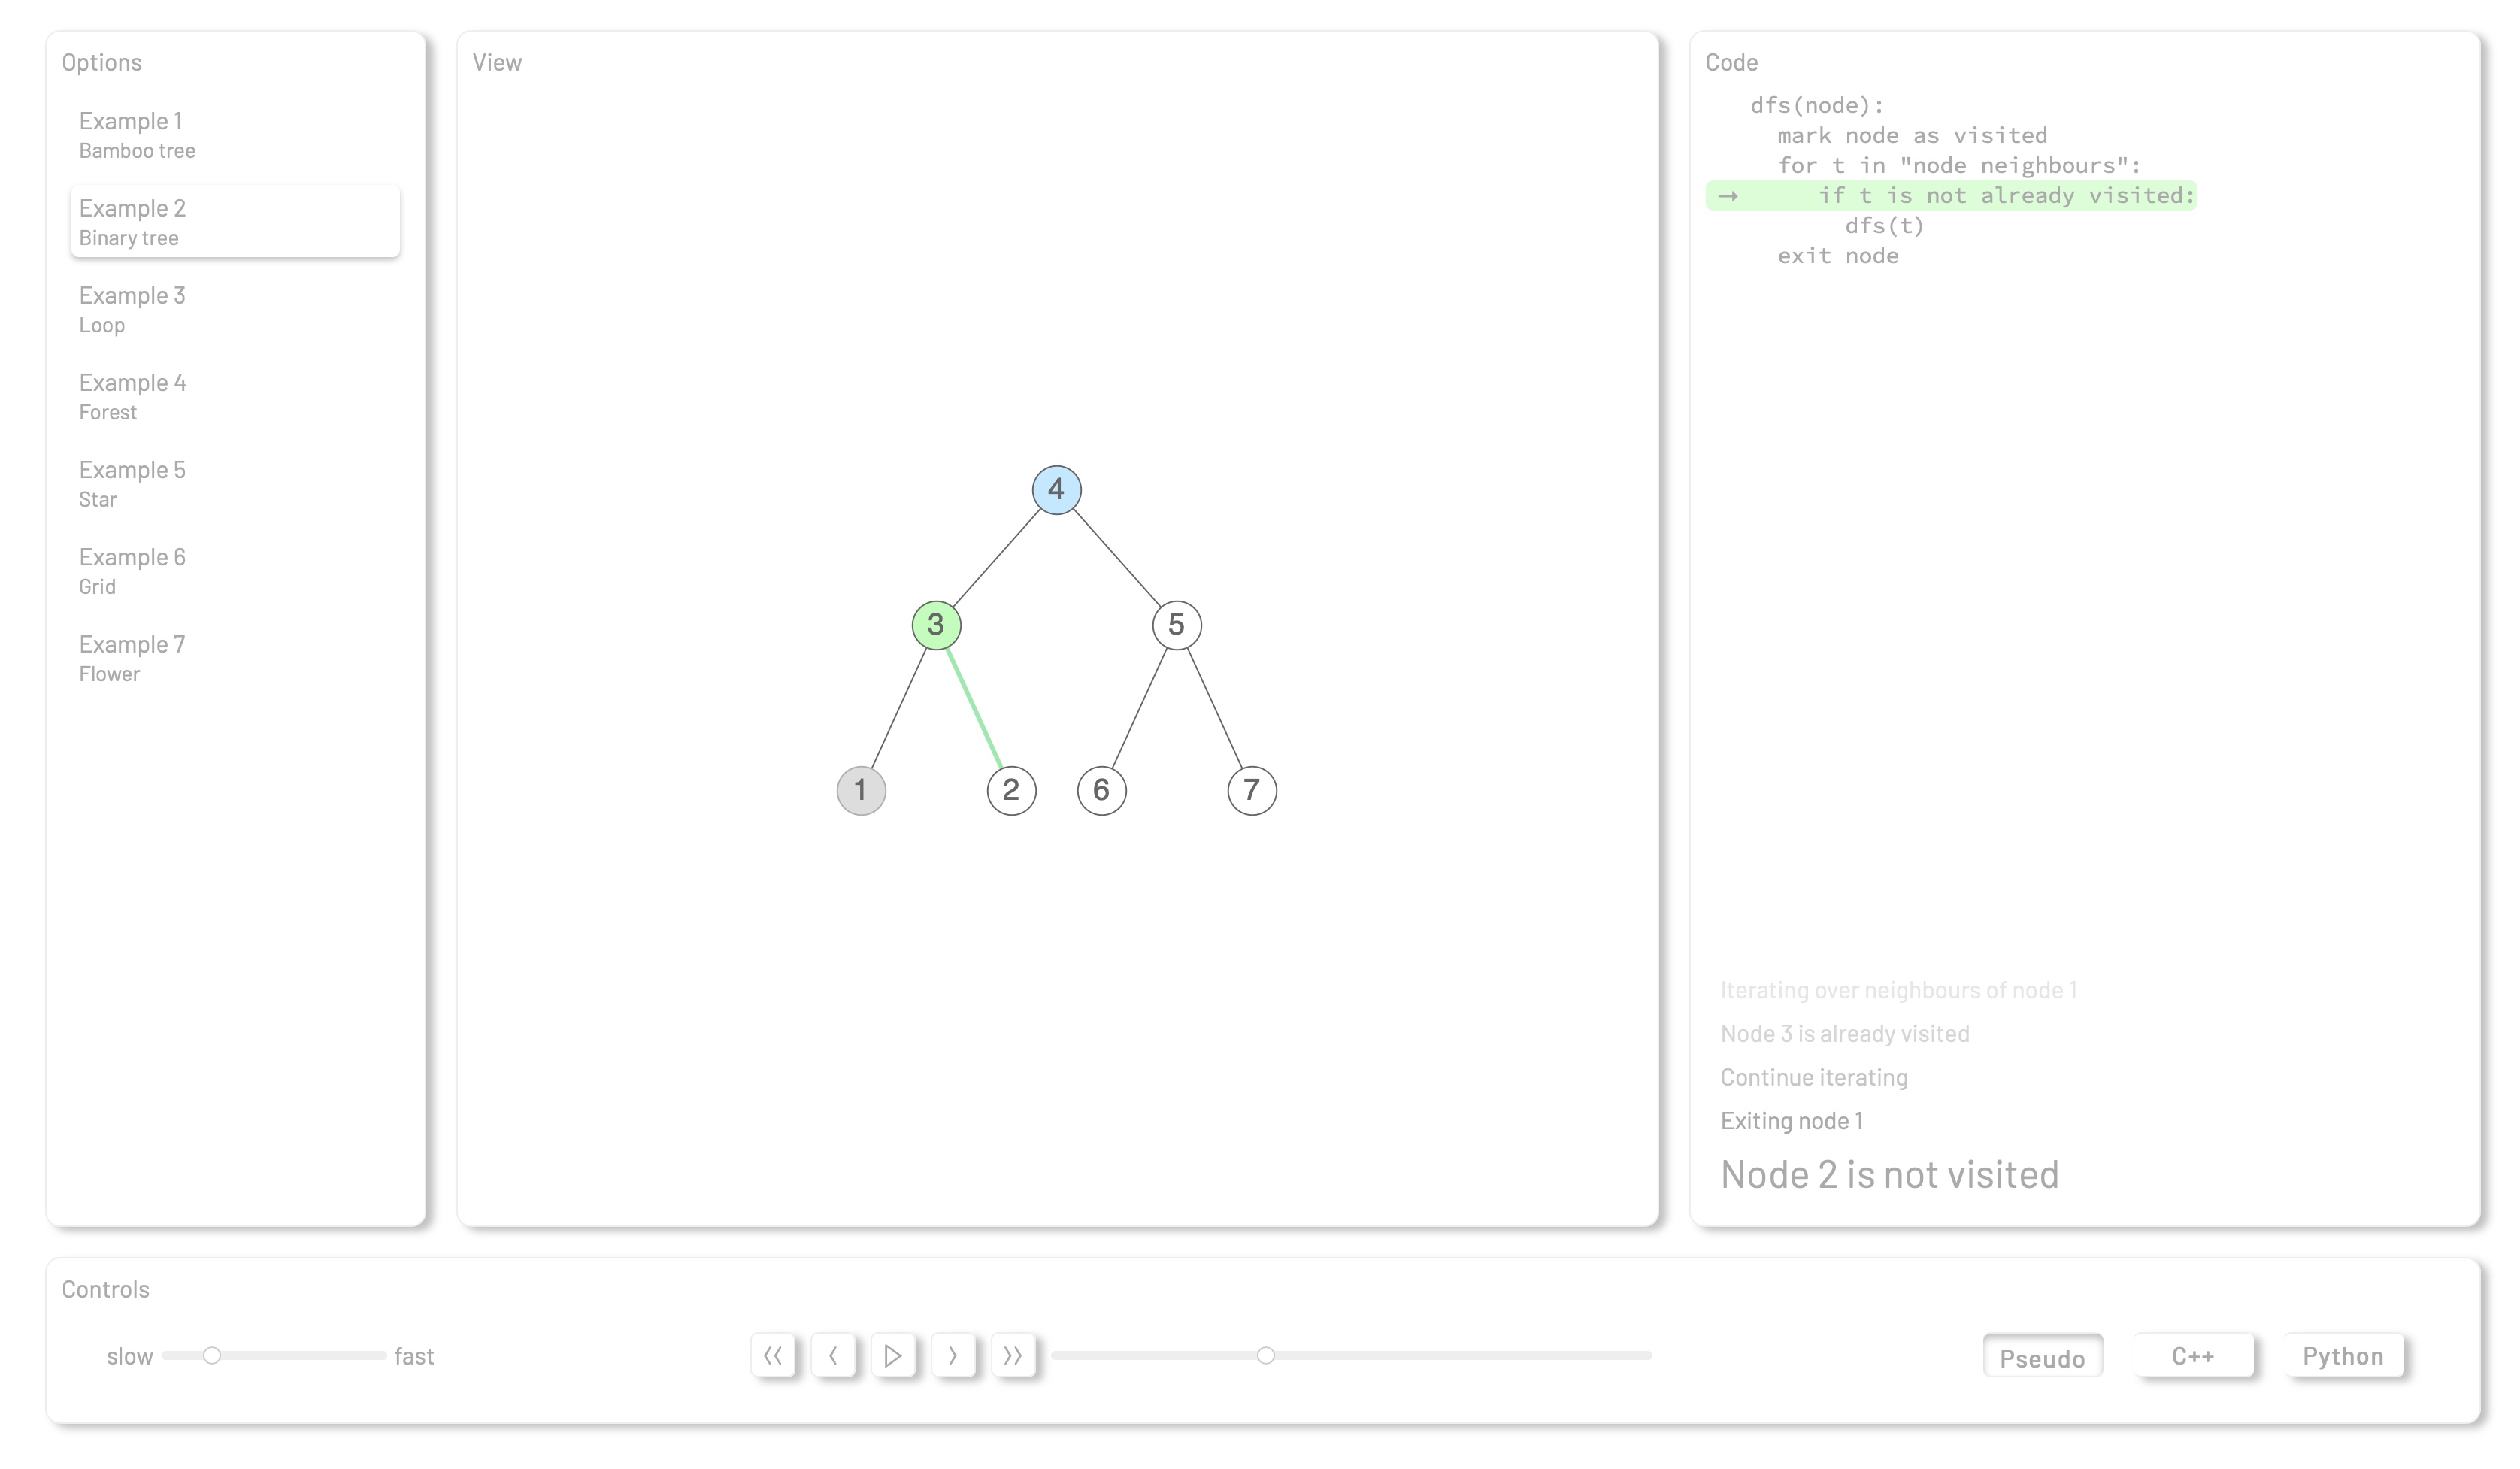 Options
Example 1
Bamboo tree
Example 2
Binary tree
Example 3
Loop
Example 4
Forest
Example 5
Star
Example 6
Grid
Example 7
Flower
View
4
3
5
1
2
6
7
Code
dfs(node):
mark node as visited
for t in "node neighbours":
→ if t is not already visited:
dfs(t)
exit node
Iterating over neighbours of node 1
Node 3 is already visited
Continue iterating
Exiting node 1
Node 2 is not visited
Controls
slow
fast
Pseudo
C++
Python